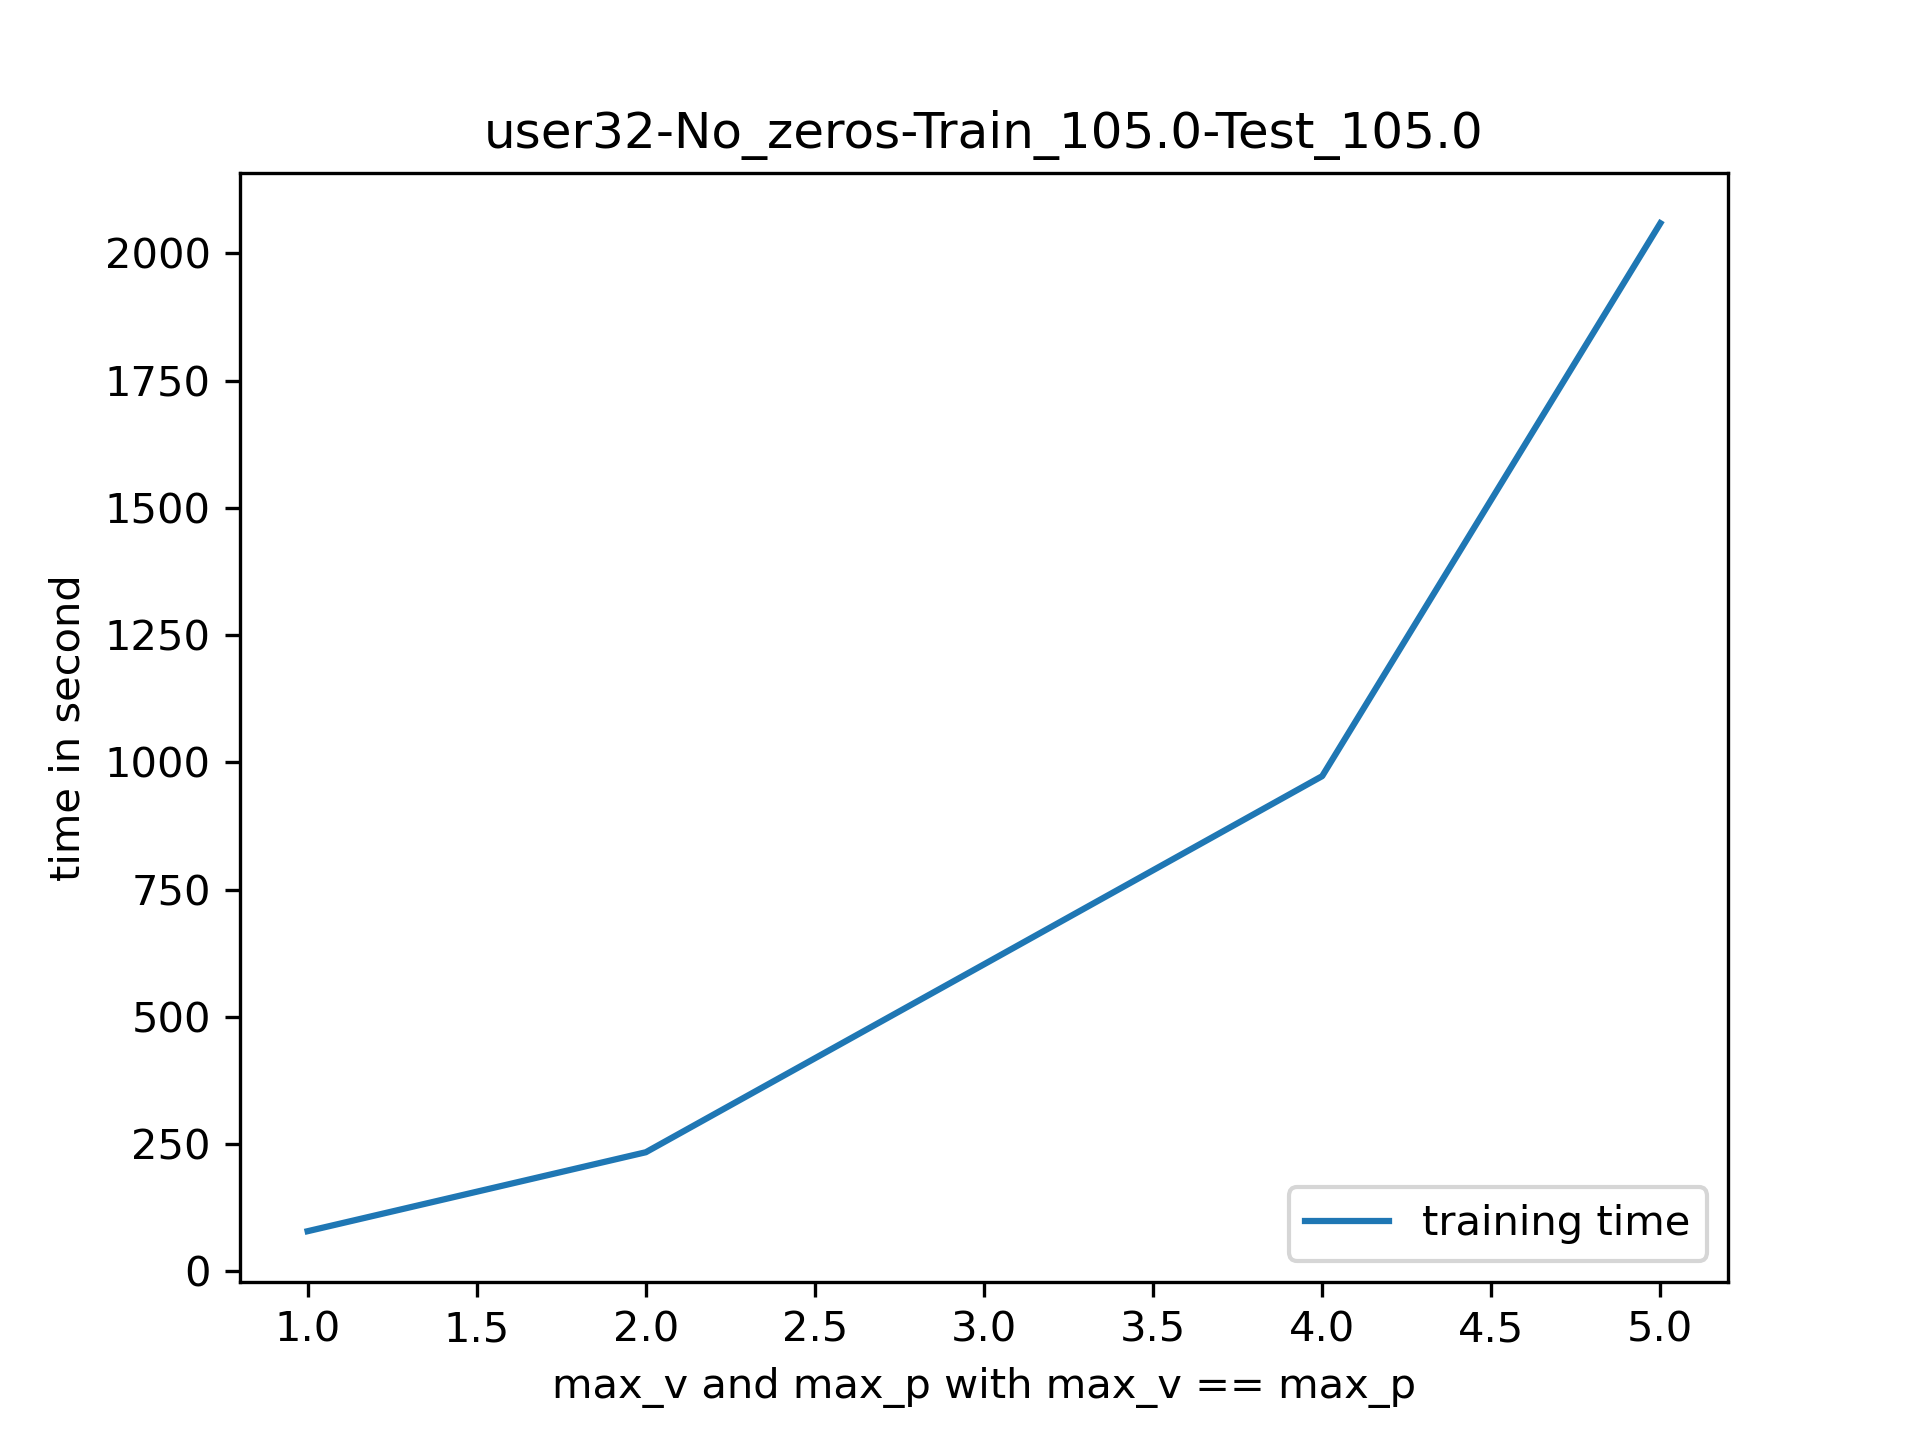 user32-No_zeros-Train_105.0-Test_105.0
2000
1750
1500
1250
1000
750
500
250
0
time in second
training time
1.0 1.5 2.0 2.5 3.0 3.5 4.0 4.5 5.0
max_v and max_p with max_v == max_p